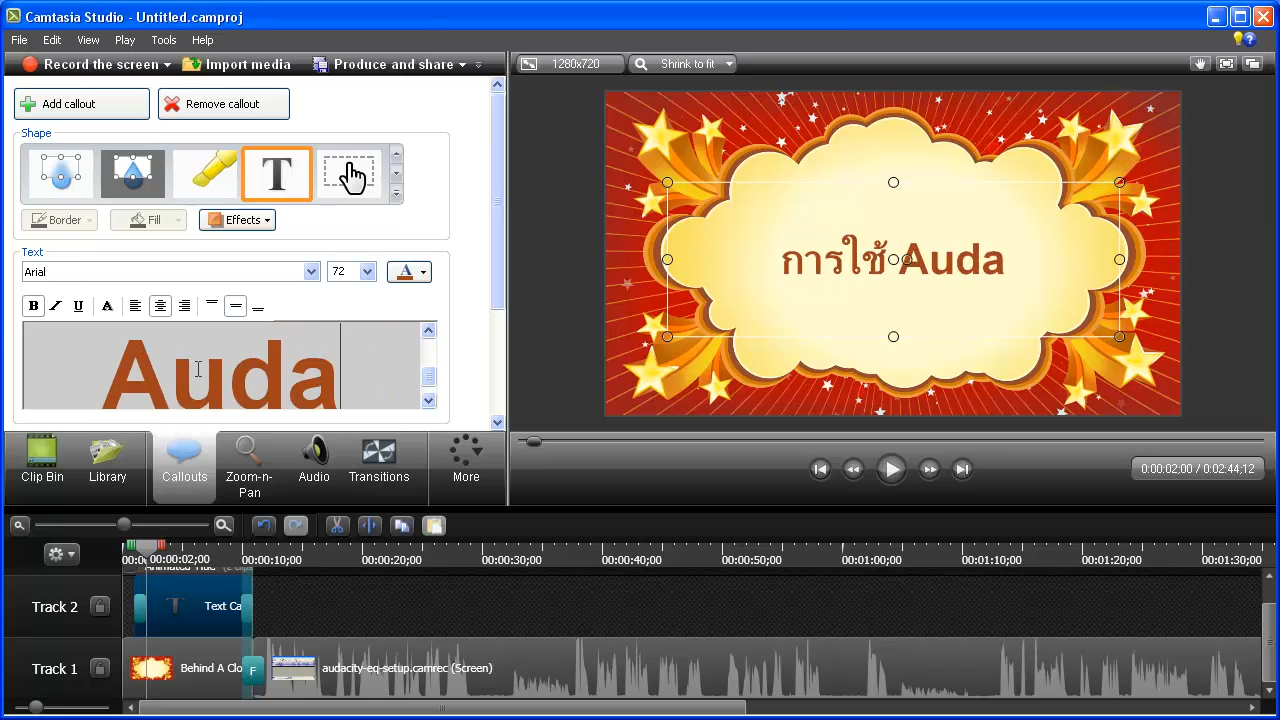 Camtasia Studio - Untitled.camproj
File Edit View Play Tools Help
Record the screen Import media Produce and share
1280x720 Shrink to fit
Add callout Remove callout
Shape
T
Border Fill Effects
Text
Arial 72 A
B I U A
Auda
การใช้ Auda
Clip Bin Library Callouts Zoom-n-Pan Audio Transitions More
0:00:02;00 / 0:02:44;12
00:00:02;00 00:00:10;00 00:00:20;00 00:00:30;00 00:00:40;00 00:00:50;00 00:01:00;00 00:01:10;00 00:01:20;00 00:01:30;00
Track 2 T Text Ca
Track 1 Behind A Clo F audacity-eq-setup.camrec (Screen)